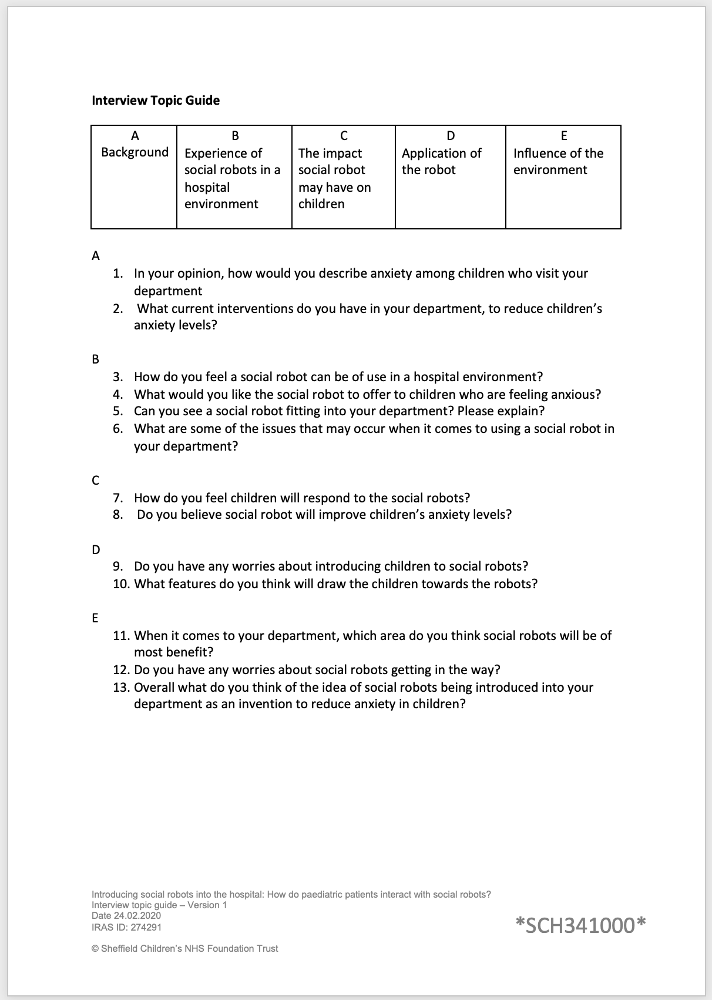 Interview Topic Guide
A
Background
B
Experience of
social robots in a
hospital
environment
C
The impact
social robot
may have on
children
D
Application of
the robot
E
Influence of the
environment
A
1. In your opinion, how would you describe anxiety among children who visit your
department
2. What current interventions do you have in your department, to reduce children’s
anxiety levels?
B
3. How do you feel a social robot can be of use in a hospital environment?
4. What would you like the social robot to offer to children who are feeling anxious?
5. Can you see a social robot fitting into your department? Please explain?
6. What are some of the issues that may occur when it comes to using a social robot in
your department?
C
7. How do you feel children will respond to the social robots?
8. Do you believe social robot will improve children’s anxiety levels?
D
9. Do you have any worries about introducing children to social robots?
10. What features do you think will draw the children towards the robots?
E
11. When it comes to your department, which area do you think social robots will be of
most benefit?
12. Do you have any worries about social robots getting in the way?
13. Overall what do you think of the idea of social robots being introduced into your
department as an invention to reduce anxiety in children?
Introducing social robots into the hospital: How do paediatric patients interact with social robots?
Interview topic guide – Version 1
Date 24.02.2020
IRAS ID: 274291
*SCH341000*
© Sheffield Children’s NHS Foundation Trust